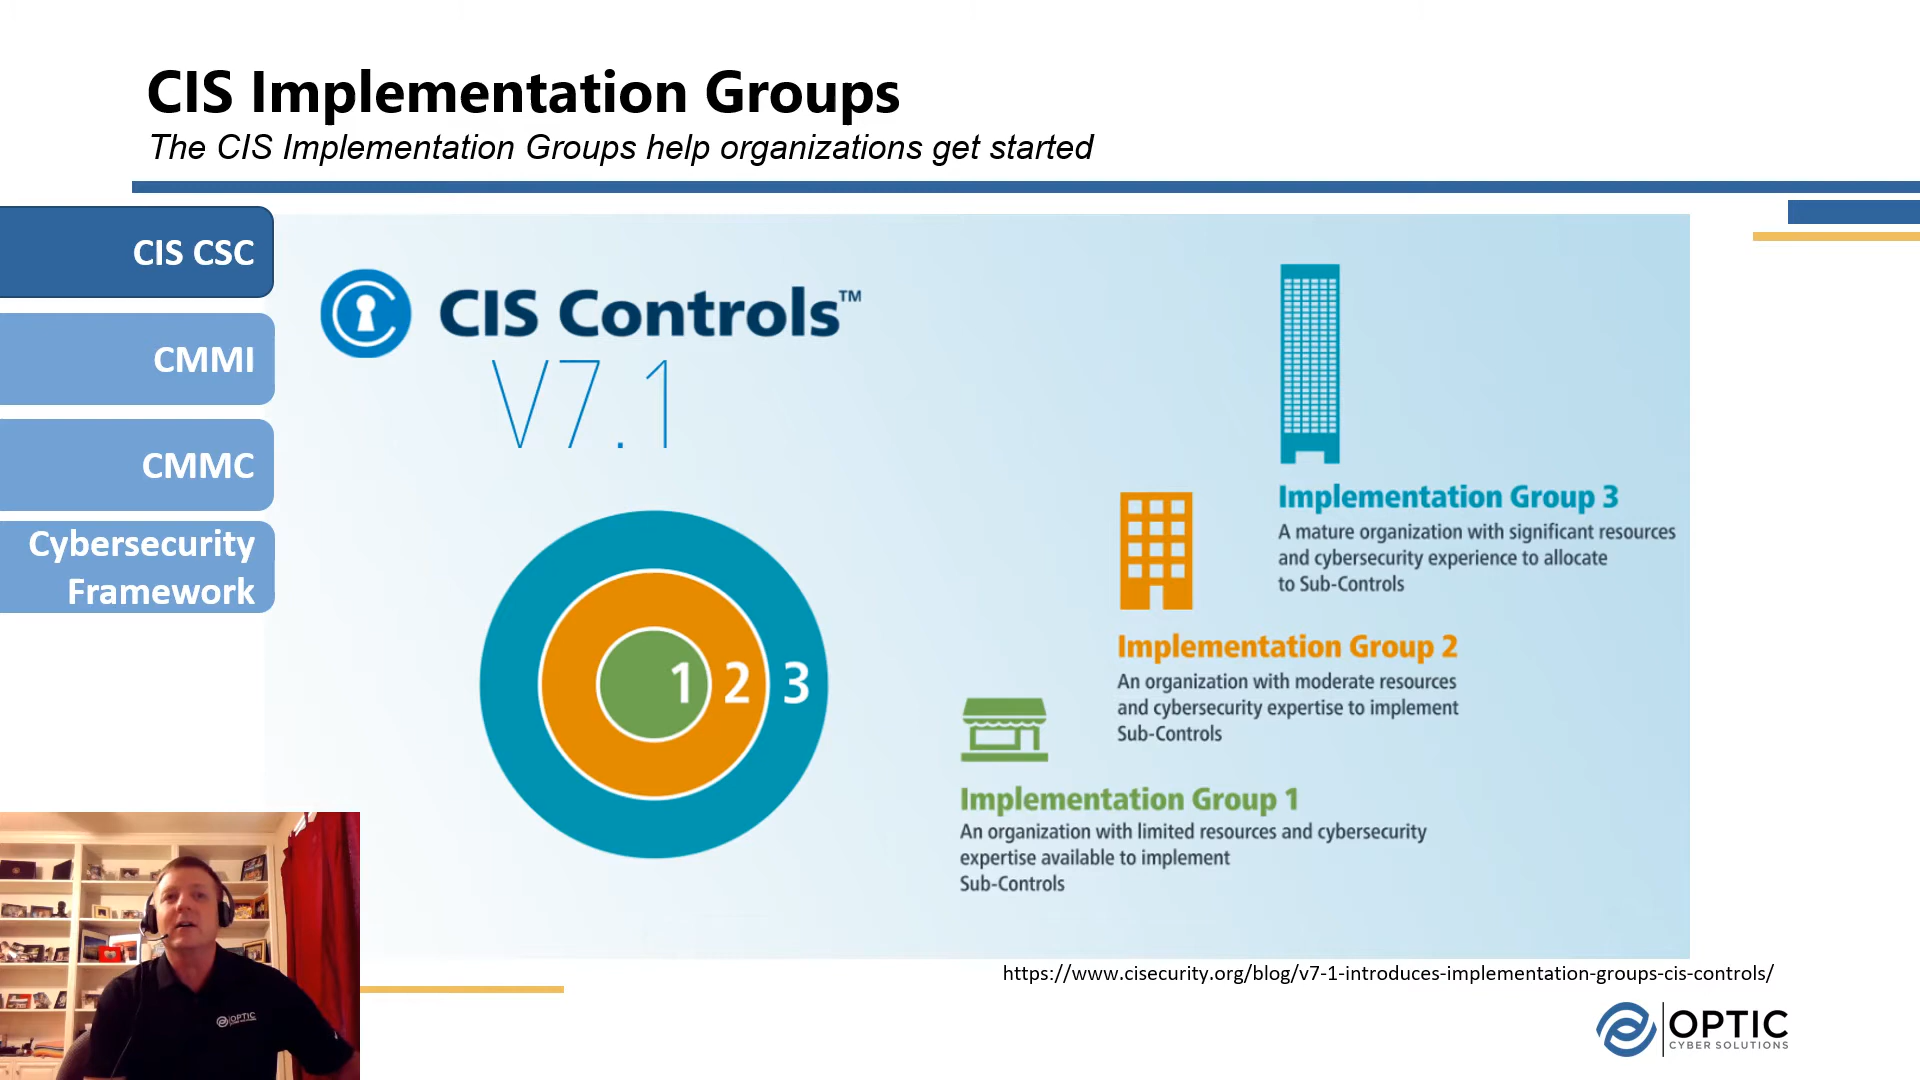 CIS Implementation Groups
The CIS Implementation Groups help organizations get started
CIS CSC
CMMI
CMMC
Cybersecurity
Framework
CIS Controls™
V7.1
1 2 3
Implementation Group 3
A mature organization with significant resources
and cybersecurity experience to allocate
to Sub-Controls
Implementation Group 2
An organization with moderate resources
and cybersecurity expertise to implement
Sub-Controls
Implementation Group 1
An organization with limited resources and cybersecurity
expertise available to implement
Sub-Controls
https://www.cisecurity.org/blog/v7-1-introduces-implementation-groups-cis-controls/
OPTIC
CYBER SOLUTIONS
OPTIC